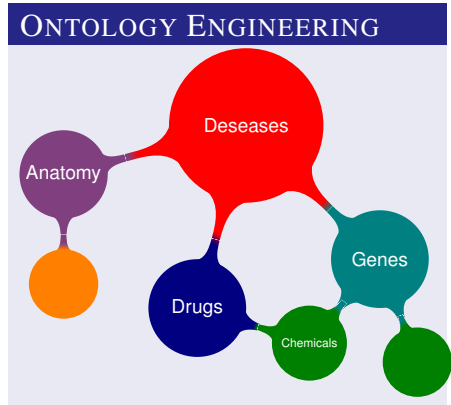 ONTOLOGY ENGINEERING
Deseases
Anatomy
Genes
Drugs
Chemicals